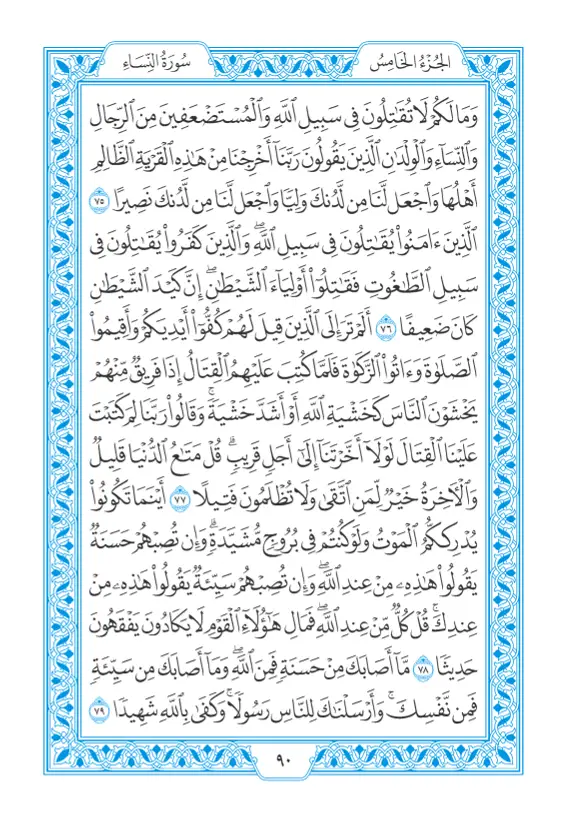 الجُزْءُ الخَامِسُ
سُورَةُ النِّسَاءِ
وَمَا لَكُمْ لَا تُقَٰتِلُونَ فِى سَبِيلِ ٱللَّهِ وَٱلْمُسْتَضْعَفِينَ مِنَ ٱلرِّجَالِ
وَٱلنِّسَآءِ وَٱلْوِلْدَٰنِ ٱلَّذِينَ يَقُولُونَ رَبَّنَآ أَخْرِجْنَا مِنْ هَٰذِهِ ٱلْقَرْيَةِ ٱلظَّالِمِ
أَهْلُهَا وَٱجْعَل لَّنَا مِن لَّدُنكَ وَلِيًّا وَٱجْعَل لَّنَا مِن لَّدُنكَ نَصِيرًا ٧٥
ٱلَّذِينَ ءَامَنُوا۟ يُقَٰتِلُونَ فِى سَبِيلِ ٱللَّهِۖ وَٱلَّذِينَ كَفَرُوا۟ يُقَٰتِلُونَ فِى
سَبِيلِ ٱلطَّٰغُوتِ فَقَٰتِلُوٓا۟ أَوْلِيَآءَ ٱلشَّيْطَٰنِۖ إِنَّ كَيْدَ ٱلشَّيْطَٰنِ
كَانَ ضَعِيفًا ٧٦ أَلَمْ تَرَ إِلَى ٱلَّذِينَ قِيلَ لَهُمْ كُفُّوٓا۟ أَيْدِيَكُمْ وَأَقِيمُوا۟
ٱلصَّلَوٰةَ وَءَاتُوا۟ ٱلزَّكَوٰةَ فَلَمَّا كُتِبَ عَلَيْهِمُ ٱلْقِتَالُ إِذَا فَرِيقٌ مِّنْهُمْ
يَخْشَوْنَ ٱلنَّاسَ كَخَشْيَةِ ٱللَّهِ أَوْ أَشَدَّ خَشْيَةًۚ وَقَالُوا۟ رَبَّنَا لِمَ كَتَبْتَ
عَلَيْنَا ٱلْقِتَالَ لَوْلَآ أَخَّرْتَنَآ إِلَىٰٓ أَجَلٍ قَرِيبٍۗ قُلْ مَتَٰعُ ٱلدُّنْيَا قَلِيلٌ
وَٱلْءَاخِرَةُ خَيْرٌ لِّمَنِ ٱتَّقَىٰ وَلَا تُظْلَمُونَ فَتِيلًا ٧٧ أَيْنَمَا تَكُونُوا۟
يُدْرِككُّمُ ٱلْمَوْتُ وَلَوْ كُنتُمْ فِى بُرُوجٍ مُّشَيَّدَةٍۗ وَإِن تُصِبْهُمْ حَسَنَةٌ
يَقُولُوا۟ هَٰذِهِۦ مِنْ عِندِ ٱللَّهِۖ وَإِن تُصِبْهُمْ سَيِّئَةٌ يَقُولُوا۟ هَٰذِهِۦ مِنْ
عِندِكَۚ قُلْ كُلٌّ مِّنْ عِندِ ٱللَّهِۖ فَمَالِ هَٰٓؤُلَآءِ ٱلْقَوْمِ لَا يَكَادُونَ يَفْقَهُونَ
حَدِيثًا ٧٨ مَّآ أَصَابَكَ مِنْ حَسَنَةٍ فَمِنَ ٱللَّهِۖ وَمَآ أَصَابَكَ مِن سَيِّئَةٍ
فَمِن نَّفْسِكَۚ وَأَرْسَلْنَٰكَ لِلنَّاسِ رَسُولًاۚ وَكَفَىٰ بِٱللَّهِ شَهِيدًا ٧٩
٩٠